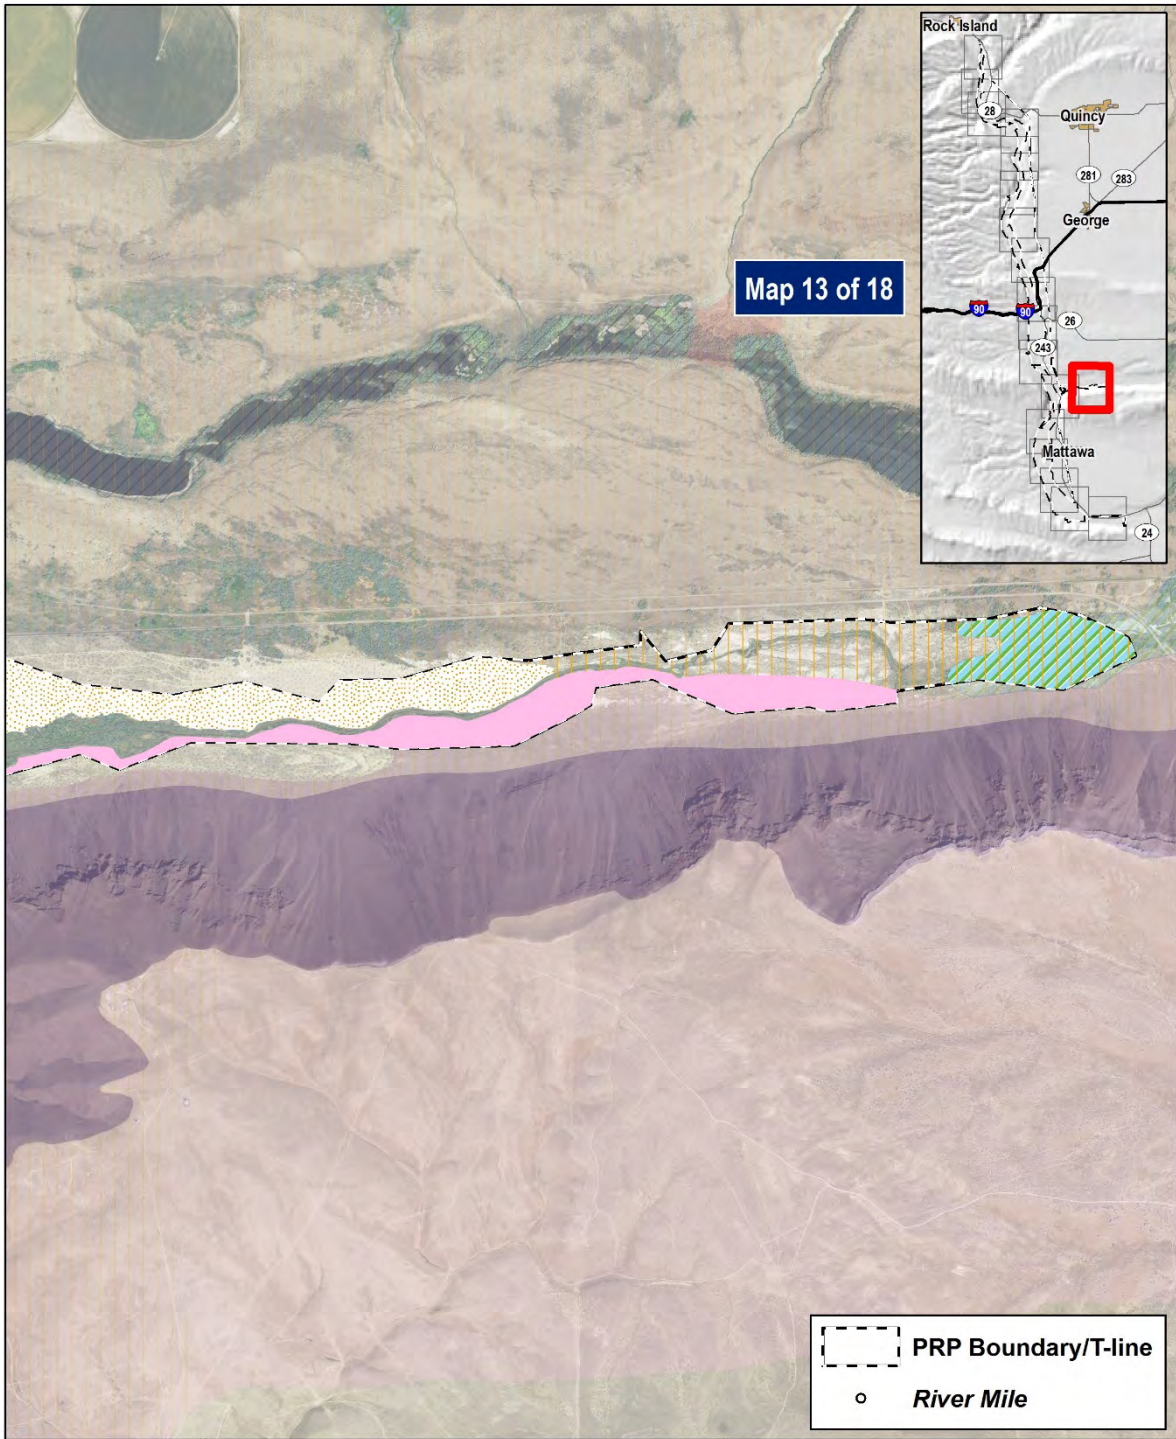 Rock Island
28
Quincy
281
283
George
Map 13 of 18
90
90
26
243
Mattawa
24
PRP Boundary/T-line
River Mile